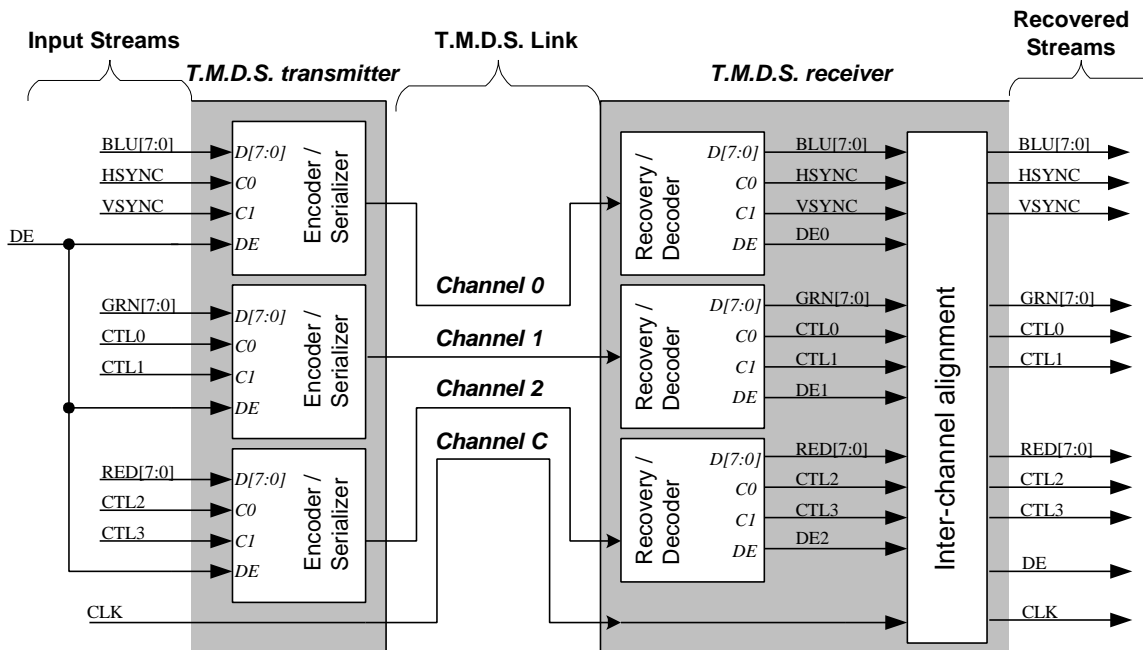 Input Streams
T.M.D.S. Link
Recovered
Streams
T.M.D.S. transmitter
T.M.D.S. receiver
BLU[7:0]
HSYNC
VSYNC
DE
D[7:0]
C0
C1
DE
Encoder /
Serializer
GRN[7:0]
CTL0
CTL1
D[7:0]
C0
C1
DE
Encoder /
Serializer
RED[7:0]
CTL2
CTL3
D[7:0]
C0
C1
DE
Encoder /
Serializer
CLK
Channel 0
Channel 1
Channel 2
Channel C
Recovery /
Decoder
D[7:0]
C0
C1
DE
BLU[7:0]
HSYNC
VSYNC
DE0
Recovery /
Decoder
D[7:0]
C0
C1
DE
GRN[7:0]
CTL0
CTL1
DE1
Recovery /
Decoder
D[7:0]
C0
C1
DE
RED[7:0]
CTL2
CTL3
DE2
Inter-channel alignment
BLU[7:0]
HSYNC
VSYNC
GRN[7:0]
CTL0
CTL1
RED[7:0]
CTL2
CTL3
DE
CLK